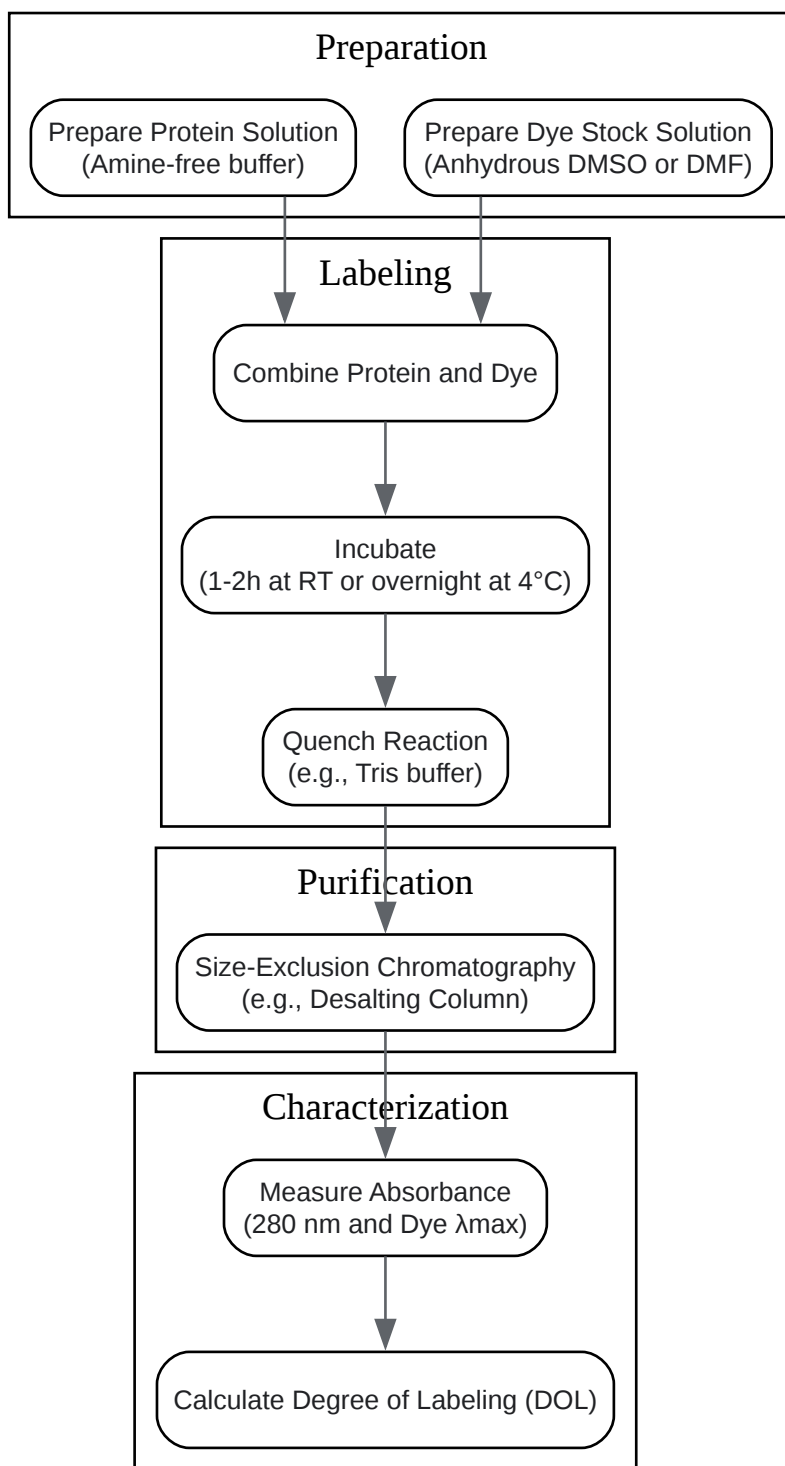 Preparation
Prepare Protein Solution
(Amine-free buffer)
Prepare Dye Stock Solution
(Anhydrous DMSO or DMF)
Labeling
Combine Protein and Dye
Incubate
(1-2h at RT or overnight at 4°C)
Quench Reaction
(e.g., Tris buffer)
Purification
Size-Exclusion Chromatography
(e.g., Desalting Column)
Characterization
Measure Absorbance
(280 nm and Dye λmax)
Calculate Degree of Labeling (DOL)